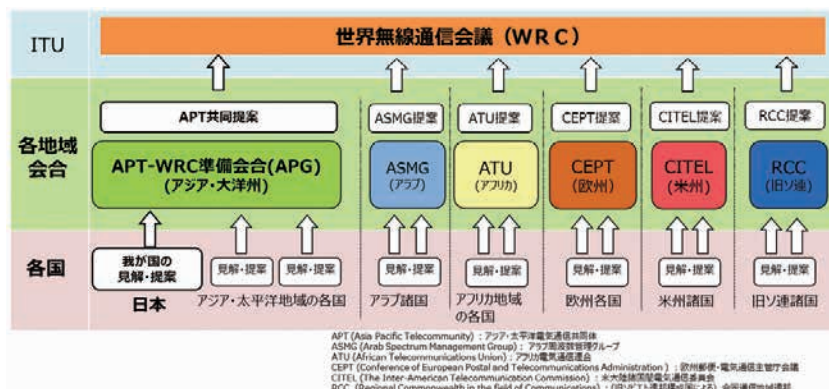 ITU
世界無線通信会議（ＷＲＣ）
各地域
会合
APT共同提案
ASMG提案
ATU提案
CEPT提案
CITEL提案
RCC提案
APT-WRC準備会合(APG)
(アジア・大洋州)
ASMG
(アラブ)
ATU
(アフリカ)
CEPT
(欧州)
CITEL
(米州)
RCC
(旧ソ連)
各国
我が国の
見解・提案
見解・提案
見解・提案
見解・提案
見解・提案
見解・提案
見解・提案
見解・提案
日本
アジア・太平洋地域の各国
アラブ諸国
アフリカ地域
の各国
欧州各国
米州諸国
旧ソ連諸国
APT (Asia Pacific Telecommunity) ：アジア・太平洋電気通信共同体
ASMG (Arab Spectrum Management Group) ：アラブ周波数管理グループ
ATU (African Telecommunications Union) ：アフリカ電気通信連合
CEPT (Conference of European Postal and Telecommunications Administration ) ：欧州郵便・電気通信主管庁会議
CITEL (The Inter-American Telecommunication Commission) ：米大陸諸国間電気通信委員会
RCC (Regional Commonwealth in the field of Communications) ：